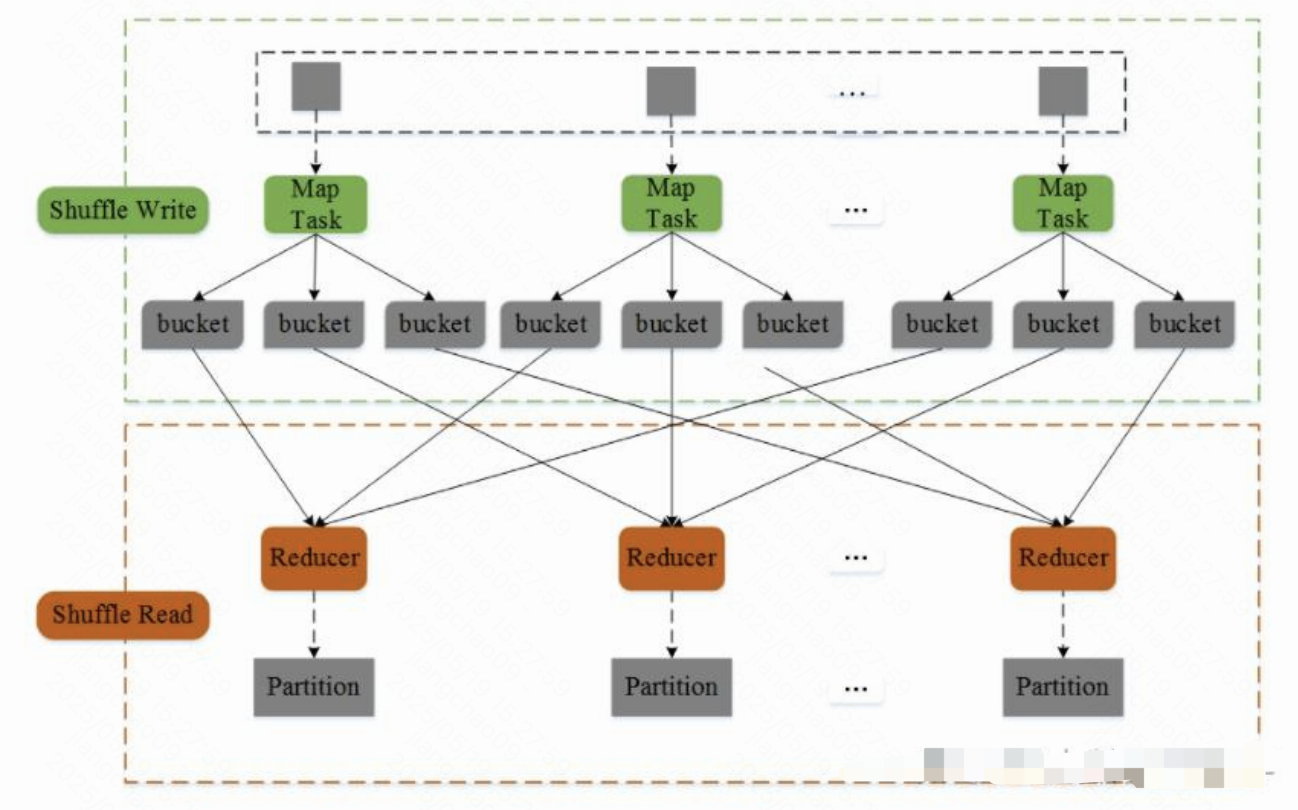 ...
Shuffle Write
Map
Task
Map
Task
...
Map
Task
bucket
bucket
bucket
bucket
bucket
bucket
bucket
bucket
bucket
Reducer
Reducer
...
Reducer
Shuffle Read
Partition
Partition
...
Partition